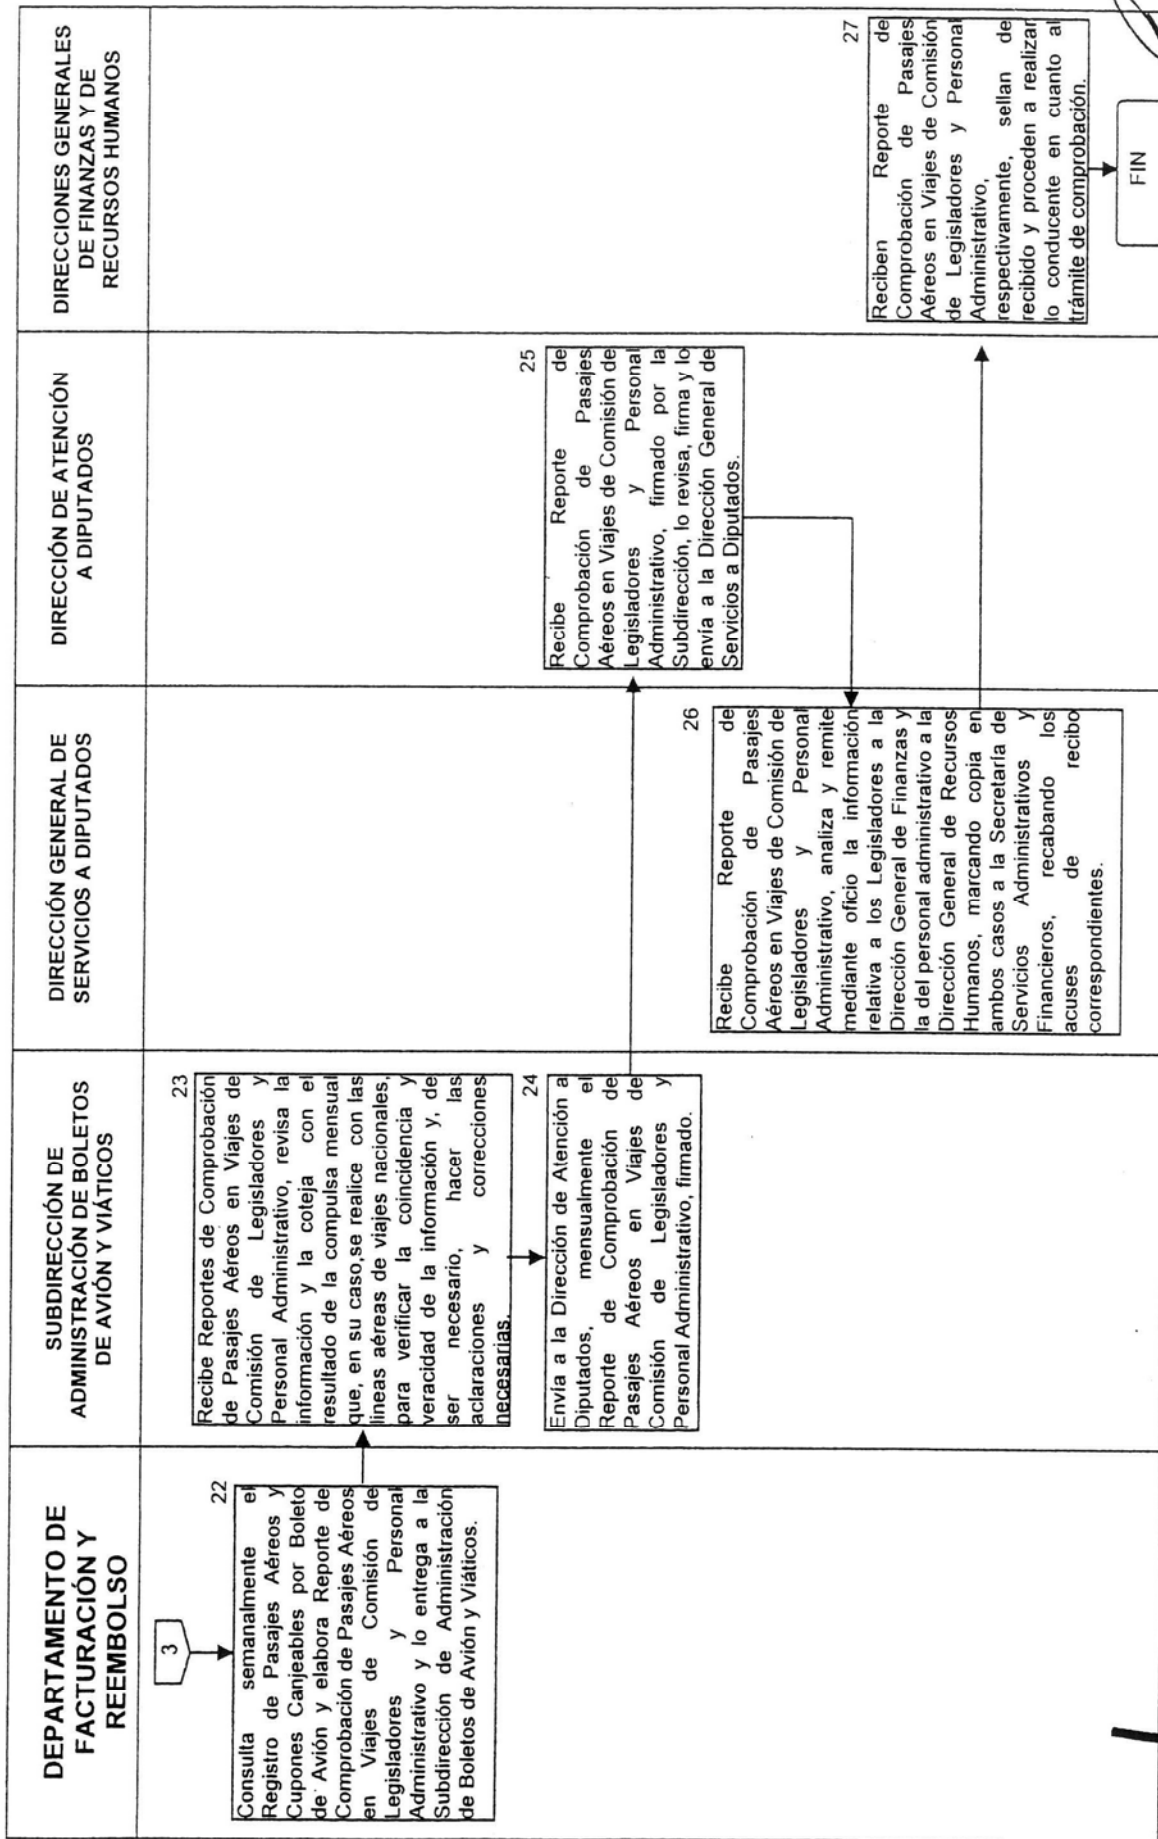 DEPARTAMENTO DE
FACTURACIÓN Y
REEMBOLSO
SUBDIRECCIÓN DE
ADMINISTRACIÓN DE BOLETOS
DE AVIÓN Y VIÁTICOS
DIRECCIÓN GENERAL DE
SERVICIOS A DIPUTADOS
DIRECCIÓN DE ATENCIÓN
A DIPUTADOS
DIRECCIONES GENERALES
DE FINANZAS Y DE
RECURSOS HUMANOS
3
22
Consulta semanalmente el
Registro de Pasajes Aéreos y
Cupones Canjeables por Boleto
de Avión y elabora Reporte de
Comprobación de Pasajes Aéreos
en Viajes de Comisión de
Legisladores y Personal
Administrativo y lo entrega a la
Subdirección de Administración
de Boletos de Avión y Viáticos.
23
Recibe Reportes de Comprobación
de Pasajes Aéreos en Viajes de
Comisión de Legisladores y
Personal Administrativo, revisa la
información y la coteja con el
resultado de la compulsa mensual
que, en su caso,se realice con las
líneas aéreas de viajes nacionales,
para verificar la coincidencia y
veracidad de la información y, de
ser necesario, hacer las
aclaraciones y correcciones
necesarias.
24
Envía a la Dirección de Atención a
Diputados, mensualmente el
Reporte de Comprobación de
Pasajes Aéreos en Viajes de
Comisión de Legisladores y
Personal Administrativo, firmado.
25
Recibe Reporte de
Comprobación de Pasajes
Aéreos en Viajes de Comisión de
Legisladores y Personal
Administrativo, firmado por la
Subdirección, lo revisa, firma y lo
envía a la Dirección General de
Servicios a Diputados.
26
Recibe Reporte de
Comprobación de Pasajes
Aéreos en Viajes de Comisión de
Legisladores y Personal
Administrativo, analiza y remite
mediante oficio la información
relativa a los Legisladores a la
Dirección General de Finanzas y
la del personal administrativo a la
Dirección General de Recursos
Humanos, marcando copia en
ambos casos a la Secretaría de
Servicios Administrativos y
Financieros, recabando los
acuses de recibo
correspondientes.
27
Reciben Reporte de
Comprobación de Pasajes
Aéreos en Viajes de Comisión
de Legisladores y Personal
Administrativo,
respectivamente, sellan de
recibido y proceden a realizar
lo conducente en cuanto al
trámite de comprobación.
FIN